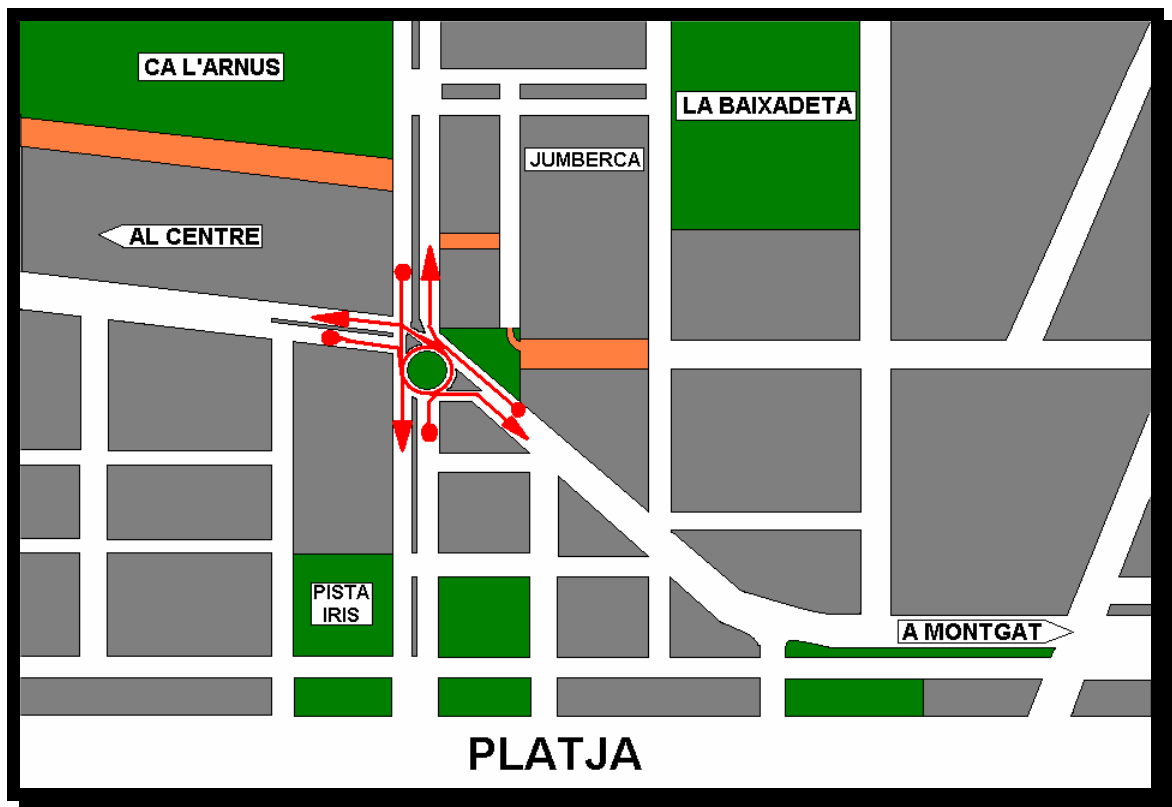 CA L'ARNUS
LA BAIXADETA
JUMBERCA
AL CENTRE
PISTA
IRIS
A MONTGAT
PLATJA